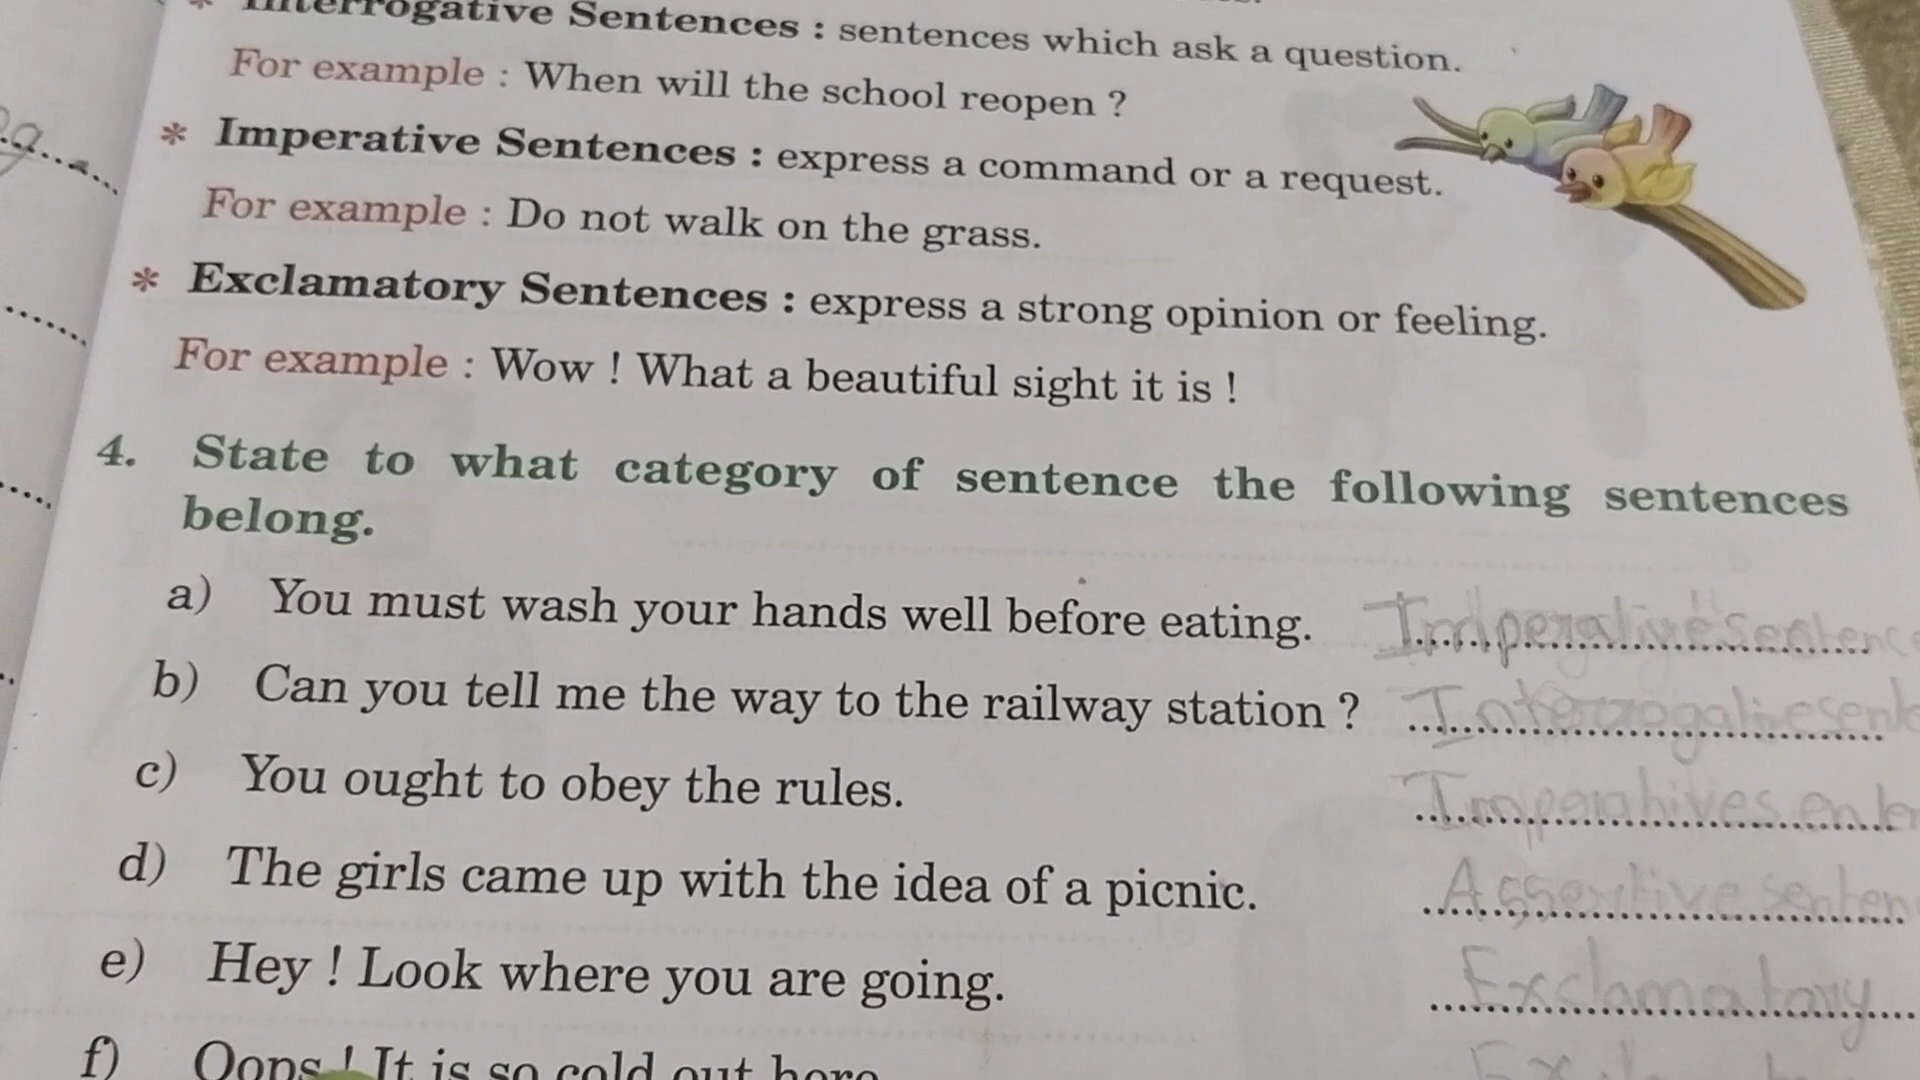 Interrogative Sentences : sentences which ask a question.
For example : When will the school reopen ?
* Imperative Sentences : express a command or a request.
For example : Do not walk on the grass.
* Exclamatory Sentences : express a strong opinion or feeling.
For example : Wow ! What a beautiful sight it is !
4. State to what category of sentence the following sentences
belong.
a) You must wash your hands well before eating. Imperative sentence
b) Can you tell me the way to the railway station ? Interrogative sent
c) You ought to obey the rules.
d) The girls came up with the idea of a picnic. Assertive senten
e) Hey ! Look where you are going. Exclamatory
f) Oops ! It is so cold out here